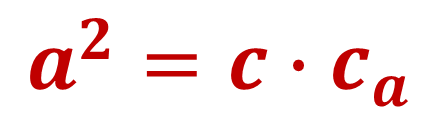 a² = c · cₐ